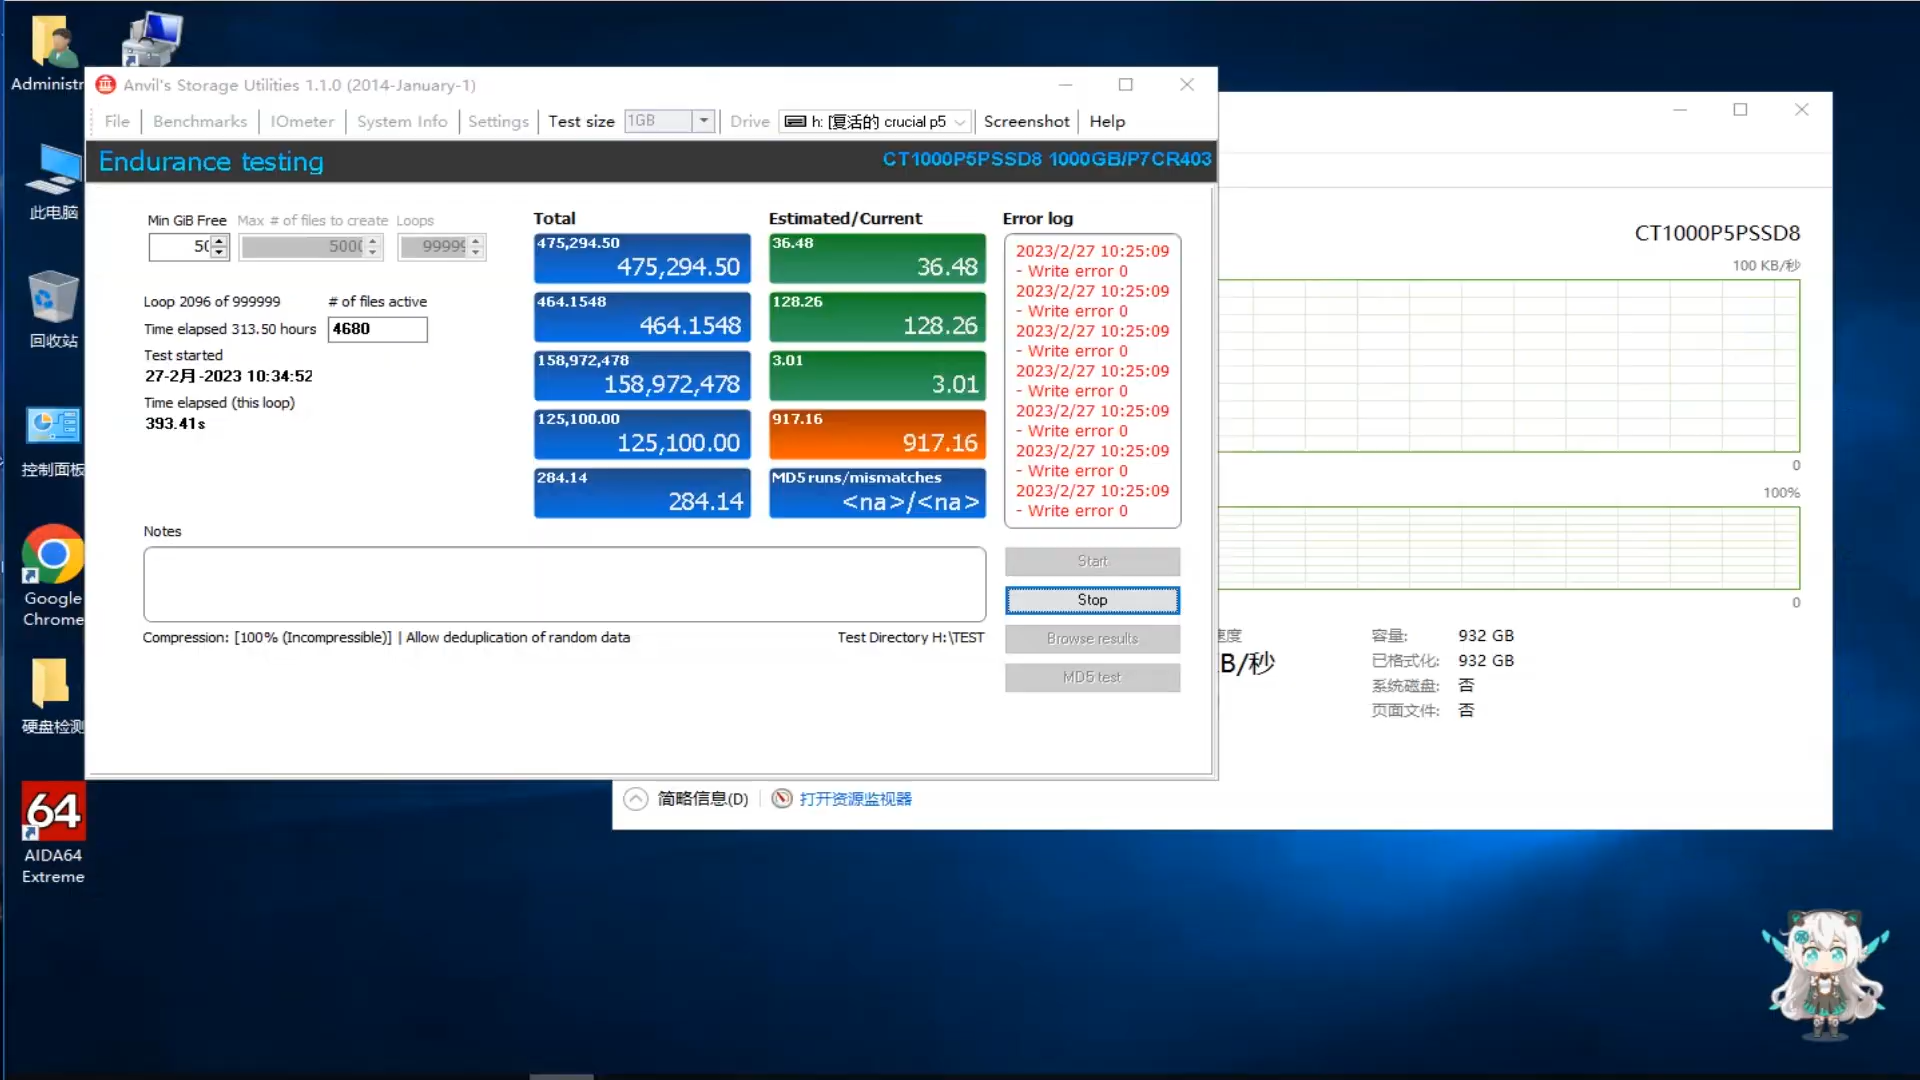 Administr
此电脑
回收站
控制面板
Google
Chrome
硬盘检测
64
AIDA64
Extreme
Anvil's Storage Utilities 1.1.0 (2014-January-1)
File
Benchmarks
IOmeter
System Info
Settings
Test size
1GB
Drive
h: [复活的 crucial p5
Screenshot
Help
Endurance testing
CT1000P5PSSD8 1000GB/P7CR403
Min GiB Free
Max # of files to create
Loops
50
5000
99999
Loop 2096 of 999999
# of files active
Time elapsed 313.50 hours
4680
Test started
27-2月-2023 10:34:52
Time elapsed (this loop)
393.41s
Total
475,294.50
475,294.50
464.1548
464.1548
158,972,478
158,972,478
125,100.00
125,100.00
284.14
284.14
Estimated/Current
36.48
36.48
128.26
128.26
3.01
3.01
917.16
917.16
MD5 runs/mismatches
<na>/<na>
Error log
2023/2/27 10:25:09
- Write error 0
2023/2/27 10:25:09
- Write error 0
2023/2/27 10:25:09
- Write error 0
2023/2/27 10:25:09
- Write error 0
2023/2/27 10:25:09
- Write error 0
2023/2/27 10:25:09
- Write error 0
2023/2/27 10:25:09
- Write error 0
Notes
Compression: [100% (Incompressible)] | Allow deduplication of random data
Test Directory H:\TEST
Start
Stop
Browse results
MD5 test
CT1000P5PSSD8
100 KB/秒
0
100%
0
速度
B/秒
容量:
932 GB
已格式化:
932 GB
系统磁盘:
否
页面文件:
否
简略信息(D)
打开资源监视器